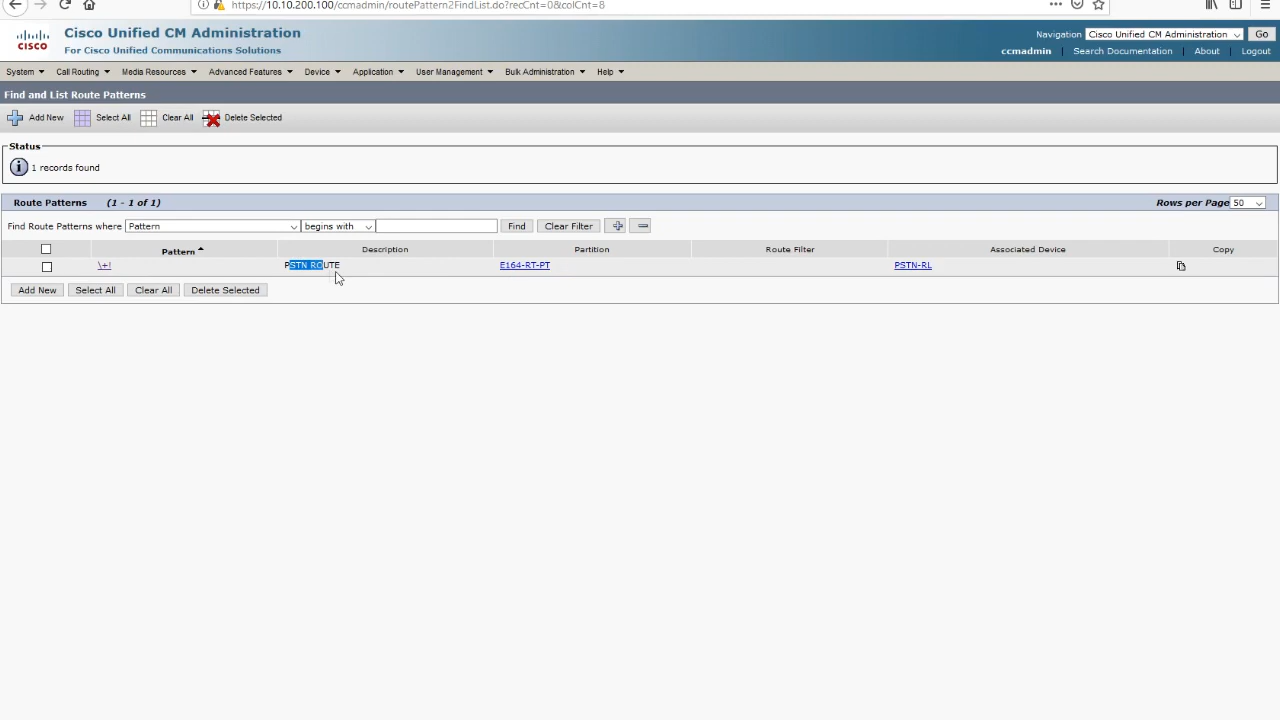 https://10.10.200.100/ccmadmin/routePattern2FindList.do?recCnt=0&colCnt=8
CISCO
Cisco Unified CM Administration
For Cisco Unified Communications Solutions
Navigation Cisco Unified CM Administration Go
ccmadmin Search Documentation About Logout
System Call Routing Media Resources Advanced Features Device Application User Management Bulk Administration Help
Find and List Route Patterns
Add New Select All Clear All Delete Selected
Status
1 records found
Route Patterns (1 - 1 of 1) Rows per Page 50
Find Route Patterns where Pattern begins with Find Clear Filter
Pattern Description Partition Route Filter Associated Device Copy
\+! PSTN ROUTE E164-RT-PT PSTN-RL
Add New Select All Clear All Delete Selected